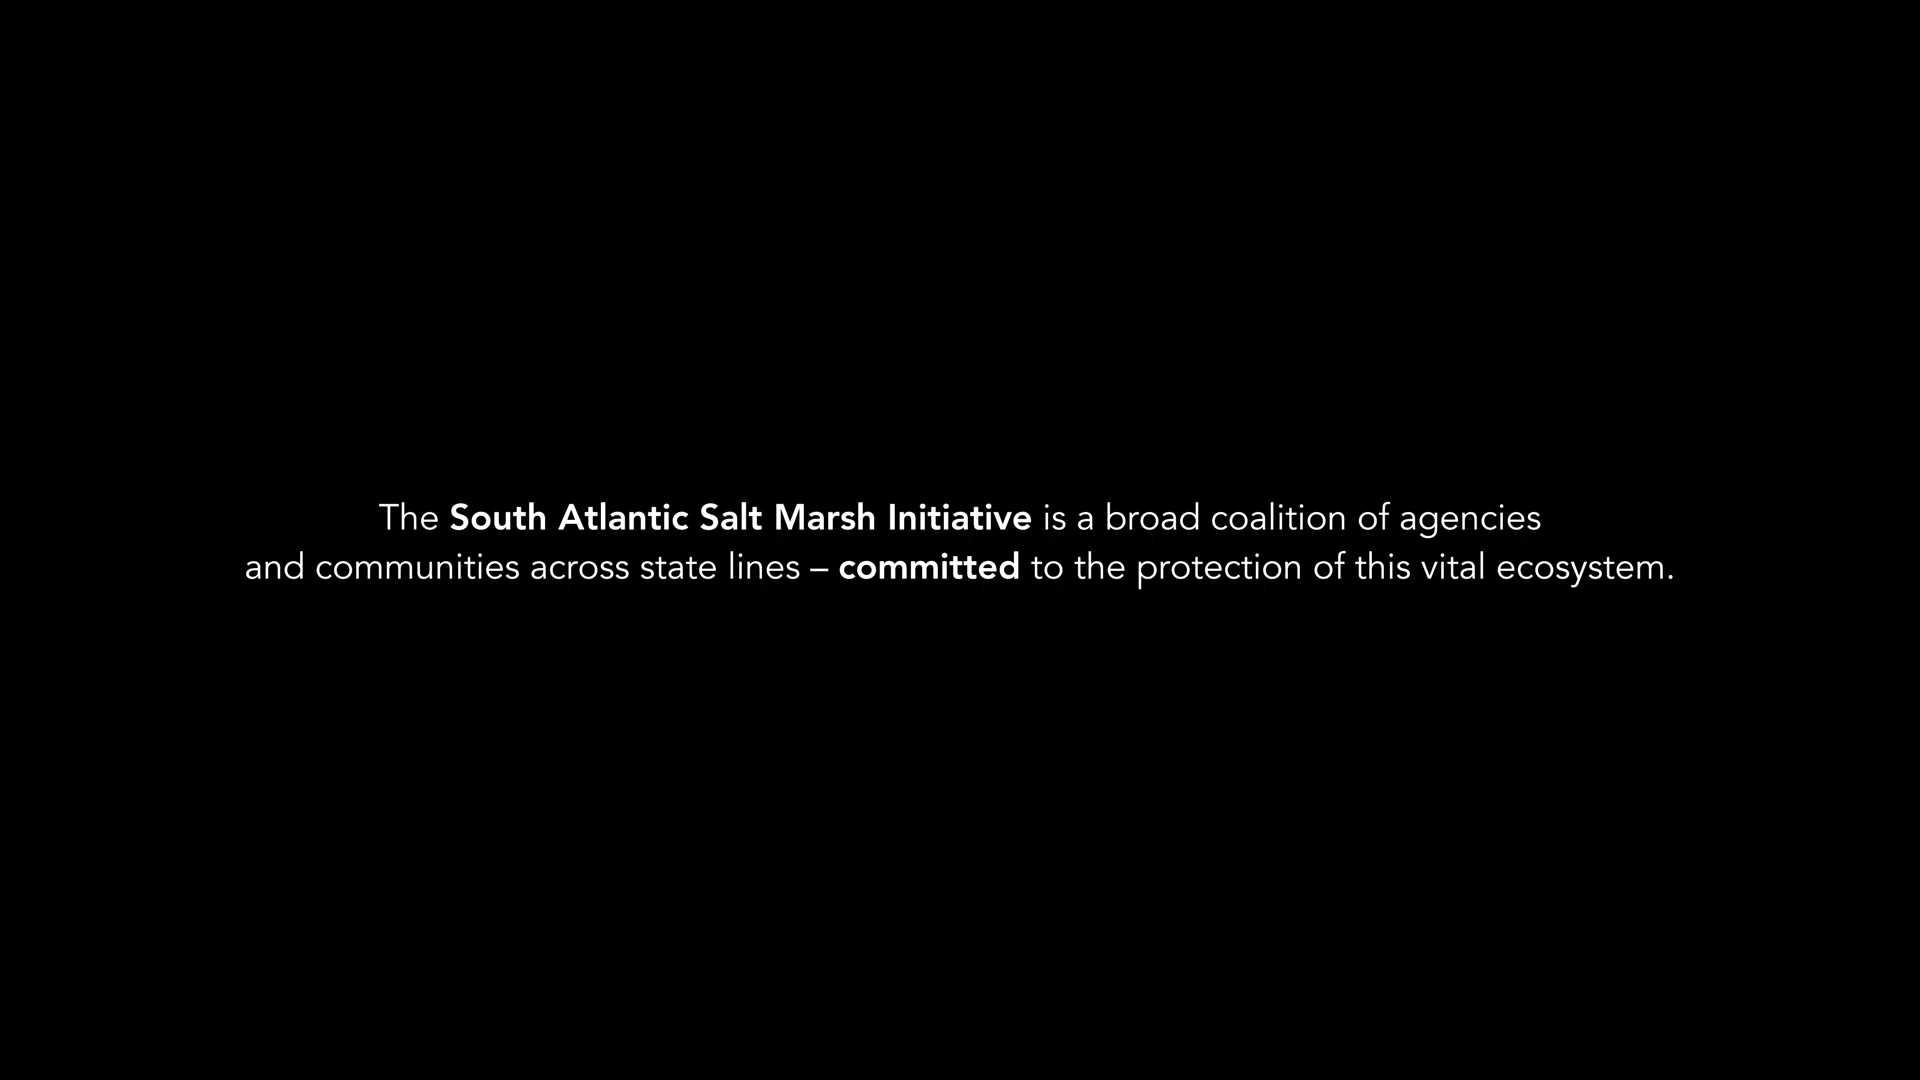 The South Atlantic Salt Marsh Initiative is a broad coalition of agencies
and communities across state lines – committed to the protection of this vital ecosystem.